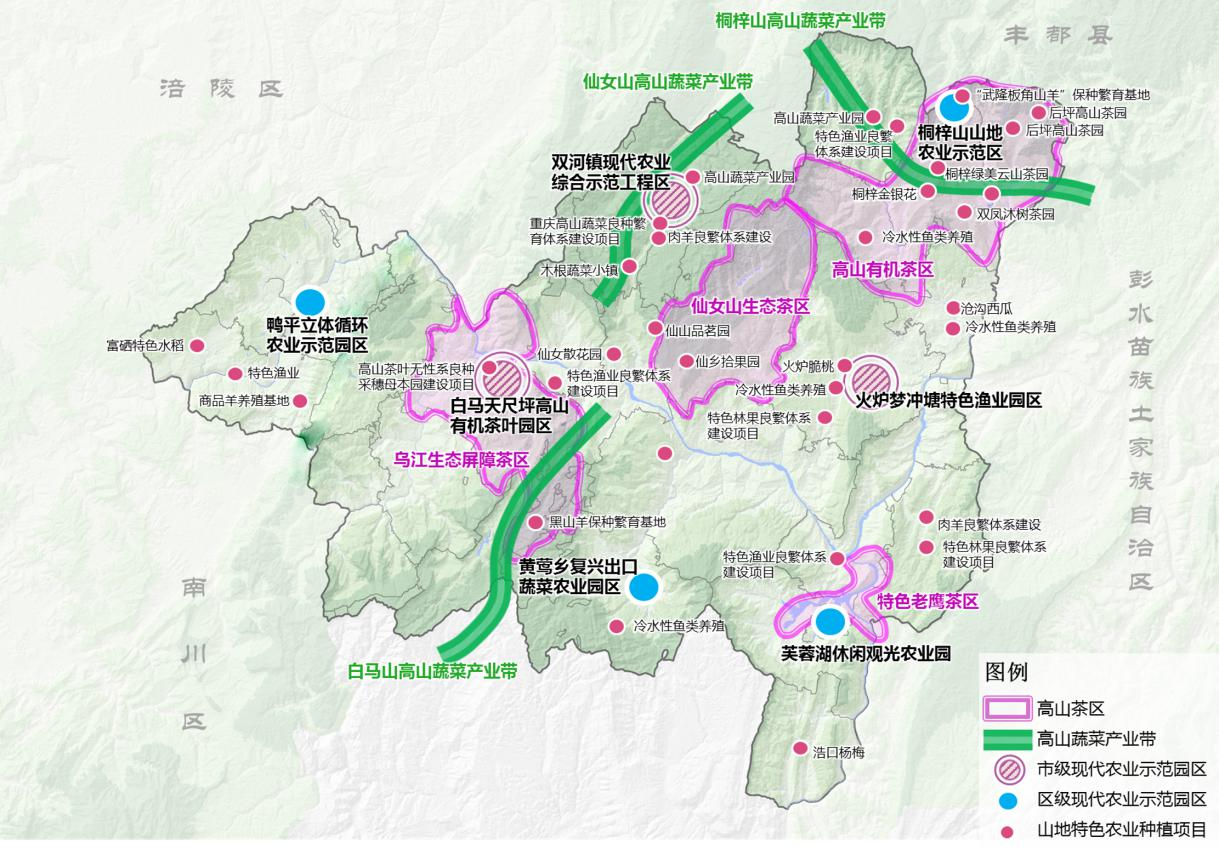 桐梓山高山蔬菜产业带
丰都县
仙女山高山蔬菜产业带
涪陵区
“武隆板角山羊”保种繁育基地
后坪高山茶园
后坪高山茶园
高山蔬菜产业园
特色渔业良繁
体系建设项目
桐梓山山地
农业示范区
双河镇现代农业
综合示范工程区
高山蔬菜产业园
桐梓绿美云山茶园
桐梓金银花
双凤沐树茶园
重庆高山蔬菜良种繁
育体系建设项目
肉羊良繁体系建设
冷水性鱼类养殖
木根蔬菜小镇
高山有机茶区
彭水苗族土家族自治区
仙女山生态茶区
沧沟西瓜
冷水性鱼类养殖
鸭平立体循环
农业示范园区
仙山品茗园
富硒特色水稻
仙女散花园
仙乡拾果园
火炉脆桃
特色渔业
高山茶叶无性系良种
采穗母本园建设项目
特色渔业良繁体系
建设项目
冷水性鱼类养殖
商品羊养殖基地
白马天尺坪高山
有机茶叶园区
火炉梦冲塘特色渔业园区
特色林果良繁体系
建设项目
乌江生态屏障茶区
黑山羊保种繁育基地
肉羊良繁体系建设
特色林果良繁体系
建设项目
特色渔业良繁体系
建设项目
黄莺乡复兴出口
蔬菜农业园区
南川区
特色老鹰茶区
冷水性鱼类养殖
芙蓉湖休闲观光农业园
白马山高山蔬菜产业带
浩口杨梅
图例
高山茶区
高山蔬菜产业带
市级现代农业示范园区
区级现代农业示范园区
山地特色农业种植项目